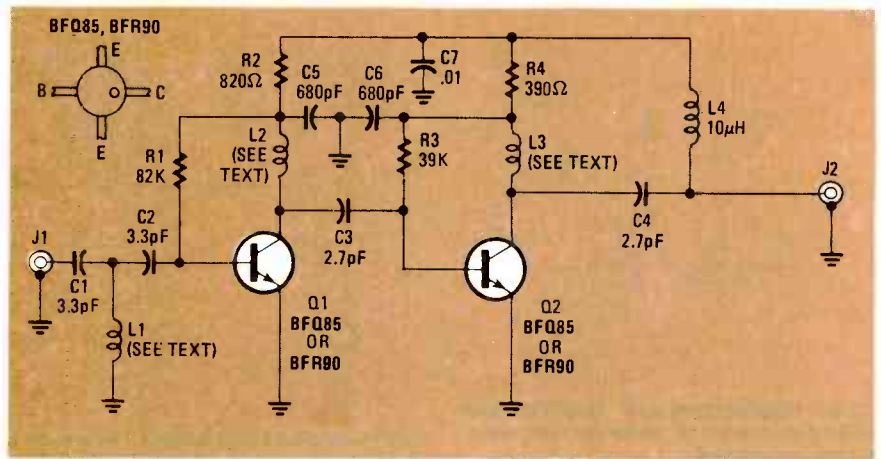 BFQ85, BFR90
E
B
C
E
R2
820Ω
C5
680pF
C6
680pF
C7
.01
R4
390Ω
L4
10μH
R1
82K
L2
(SEE
TEXT)
R3
39K
L3
(SEE TEXT)
J1
C1
3.3pF
C2
3.3pF
L1
(SEE TEXT)
C3
2.7pF
Q1
BFQ85
OR
BFR90
Q2
BFQ85
OR
BFR90
C4
2.7pF
J2